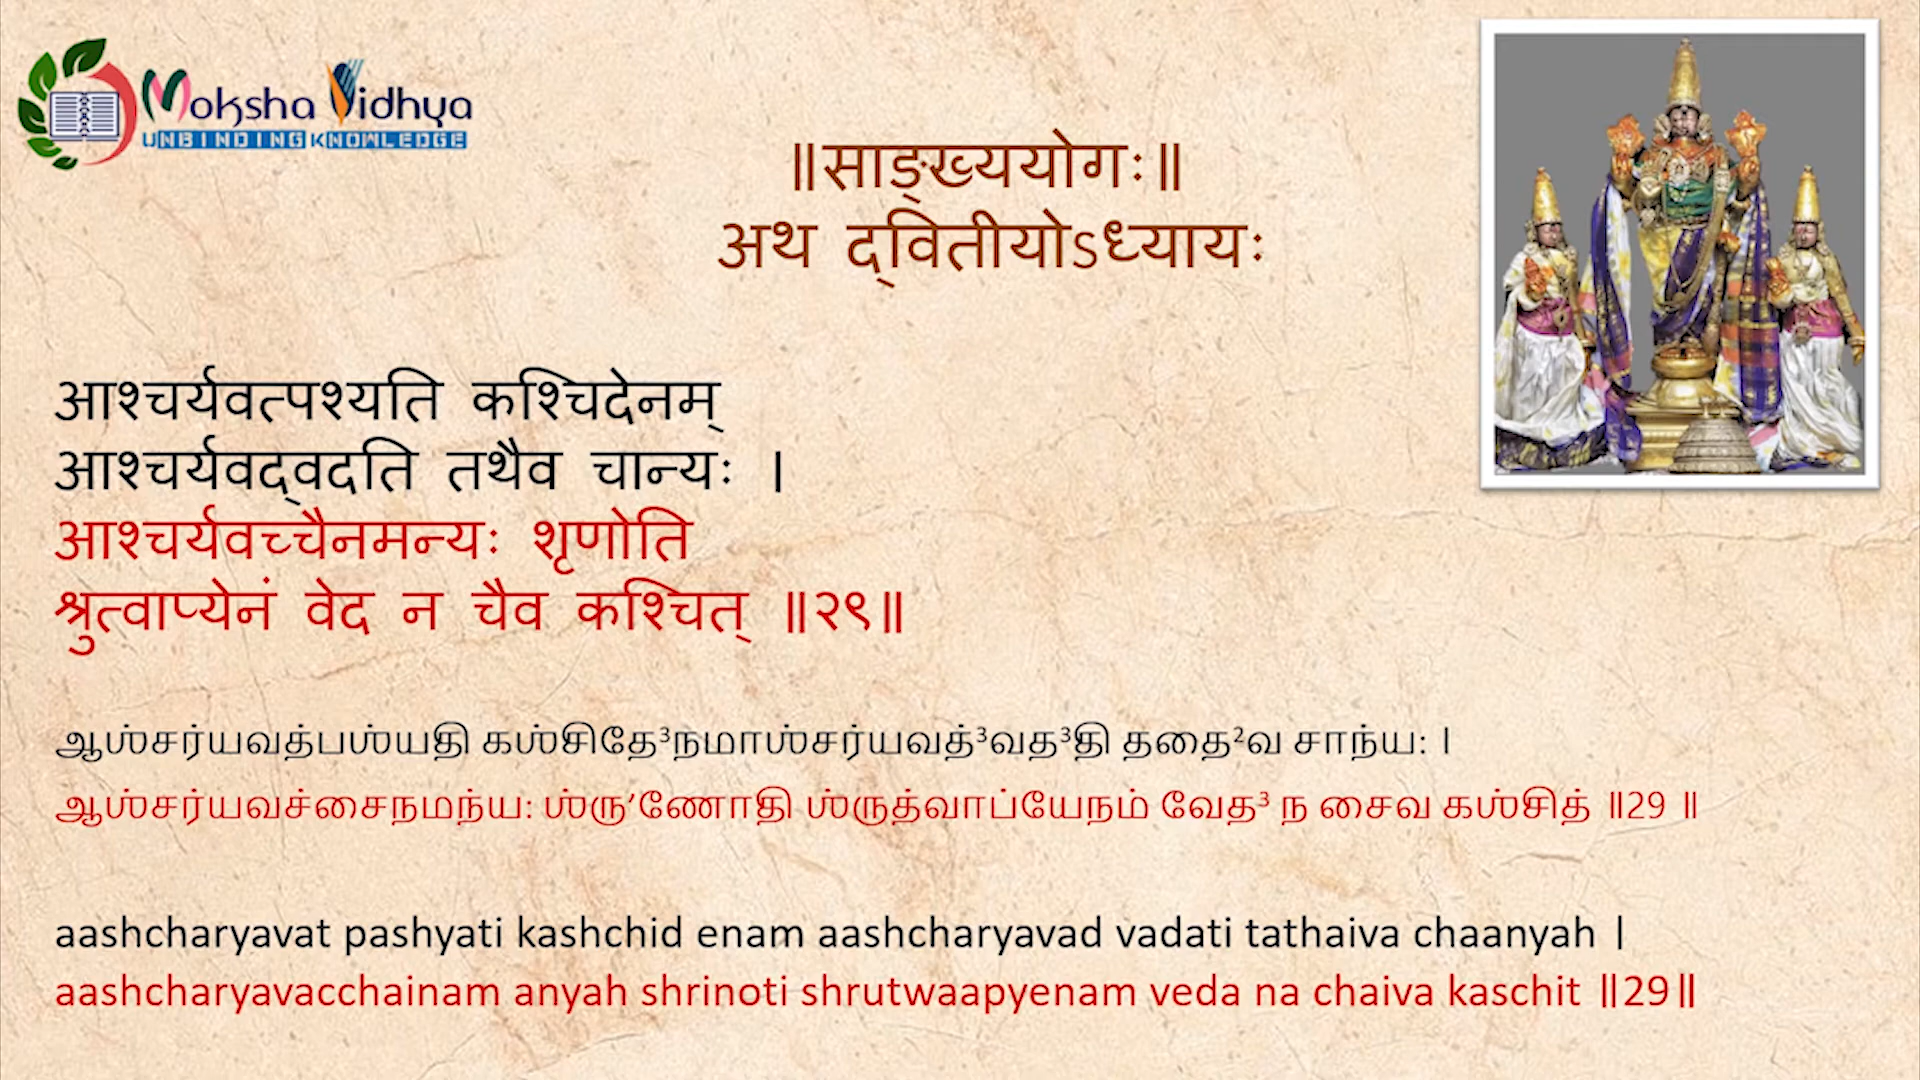 Moksha Vidhya
UNBINDING KNOWLEDGE
॥साङ्ख्ययोगः॥
अथ द्वितीयोऽध्यायः
आश्चर्यवत्पश्यति कश्चिदेनम्
आश्चर्यवद्वदति तथैव चान्यः ।
आश्चर्यवच्चैनमन्यः शृणोति
श्रुत्वाप्येनं वेद न चैव कश्चित् ॥२९॥
ஆஶ்சர்யவத்பஶ்யதி கஶ்சிதே³நமாஶ்சர்யவத்³வத³தி ததை²வ சாந்ய: ।
ஆஶ்சர்யவச்சைநமந்ய: ஶ்ரு’ணோதி ஶ்ருத்வாப்யேநம் வேத³ ந சைவ கஶ்சித் ॥29 ॥
aashcharyavat pashyati kashchid enam aashcharyavad vadati tathaiva chaanyah |
aashcharyavacchainam anyah shrinoti shrutwaapyenam veda na chaiva kaschit ॥29॥